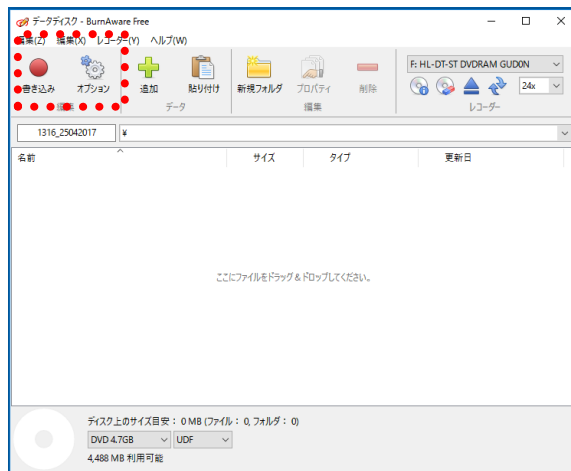 データディスク - BurnAware Free
編集(Z) 編集(X) レコーダー(Y) ヘルプ(W)
書き込み オプション 追加 貼り付け 新規フォルダ プロパティ 削除
F: HL-DT-ST DVDRAM GUD0N
24x
編集 データ 編集 レコーダー
1316_25042017 ¥
名前 サイズ タイプ 更新日
ここにファイルをドラッグ&ドロップしてください。
ディスク上のサイズ目安: 0 MB (ファイル: 0, フォルダ: 0)
DVD 4.7GB UDF
4,488 MB 利用可能